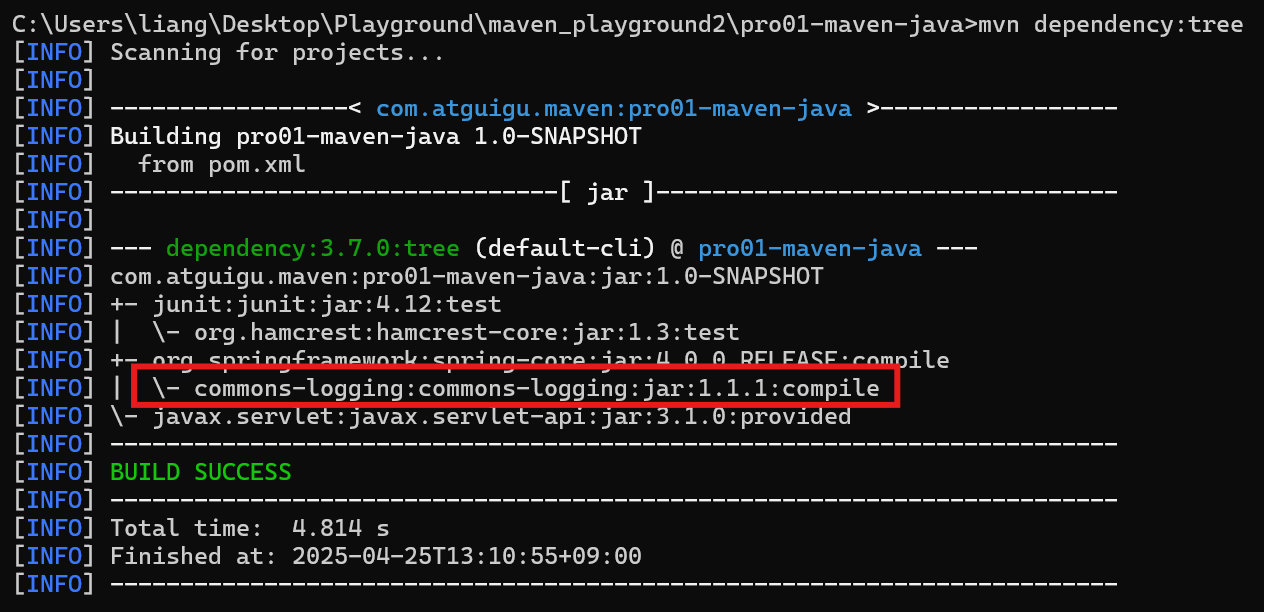 C:\Users\liang\Desktop\Playground\maven_playground2\pro01-maven-java>mvn dependency:tree
[INFO] Scanning for projects...
[INFO]
[INFO] -----------------< com.atguigu.maven:pro01-maven-java >-----------------
[INFO] Building pro01-maven-java 1.0-SNAPSHOT
[INFO]   from pom.xml
[INFO] --------------------------------[ jar ]---------------------------------
[INFO]
[INFO] --- dependency:3.7.0:tree (default-cli) @ pro01-maven-java ---
[INFO] com.atguigu.maven:pro01-maven-java:jar:1.0-SNAPSHOT
[INFO] +- junit:junit:jar:4.12:test
[INFO] |  \- org.hamcrest:hamcrest-core:jar:1.3:test
[INFO] +- org.springframework:spring-core:jar:4.0.0.RELEASE:compile
[INFO] |  \- commons-logging:commons-logging:jar:1.1.1:compile
[INFO] \- javax.servlet:javax.servlet-api:jar:3.1.0:provided
[INFO] ------------------------------------------------------------------------
[INFO] BUILD SUCCESS
[INFO] ------------------------------------------------------------------------
[INFO] Total time:  4.814 s
[INFO] Finished at: 2025-04-25T13:10:55+09:00
[INFO] ------------------------------------------------------------------------